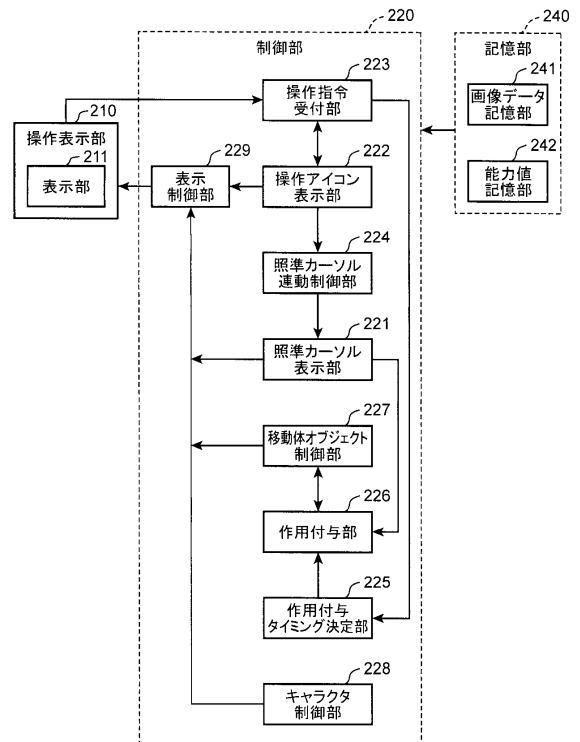 220
制御部
240
記憶部
223
操作指令
受付部
241
画像データ
記憶部
210
操作表示部
211
表示部
229
表示
制御部
222
操作アイコン
表示部
242
能力値
記憶部
224
照準カーソル
連動制御部
221
照準カーソル
表示部
227
移動体オブジェクト
制御部
226
作用付与部
225
作用付与
タイミング決定部
228
キャラクタ
制御部